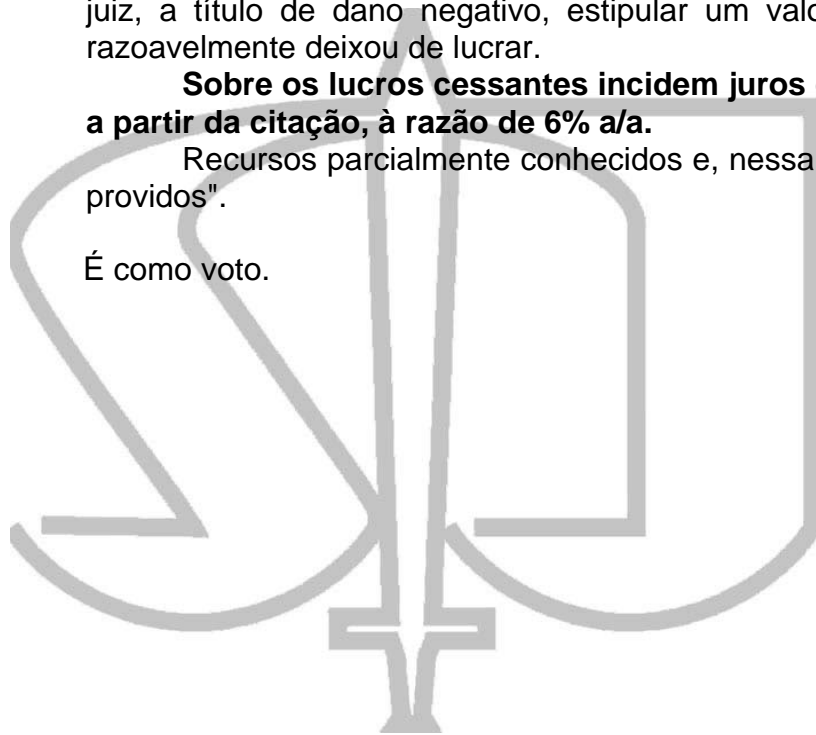 juiz, a título de dano negativo, estipular um valo
razoavelmente deixou de lucrar.
Sobre os lucros cessantes incidem juros
a partir da citação, à razão de 6% a/a.
Recursos parcialmente conhecidos e, nessa
providos".
É como voto.